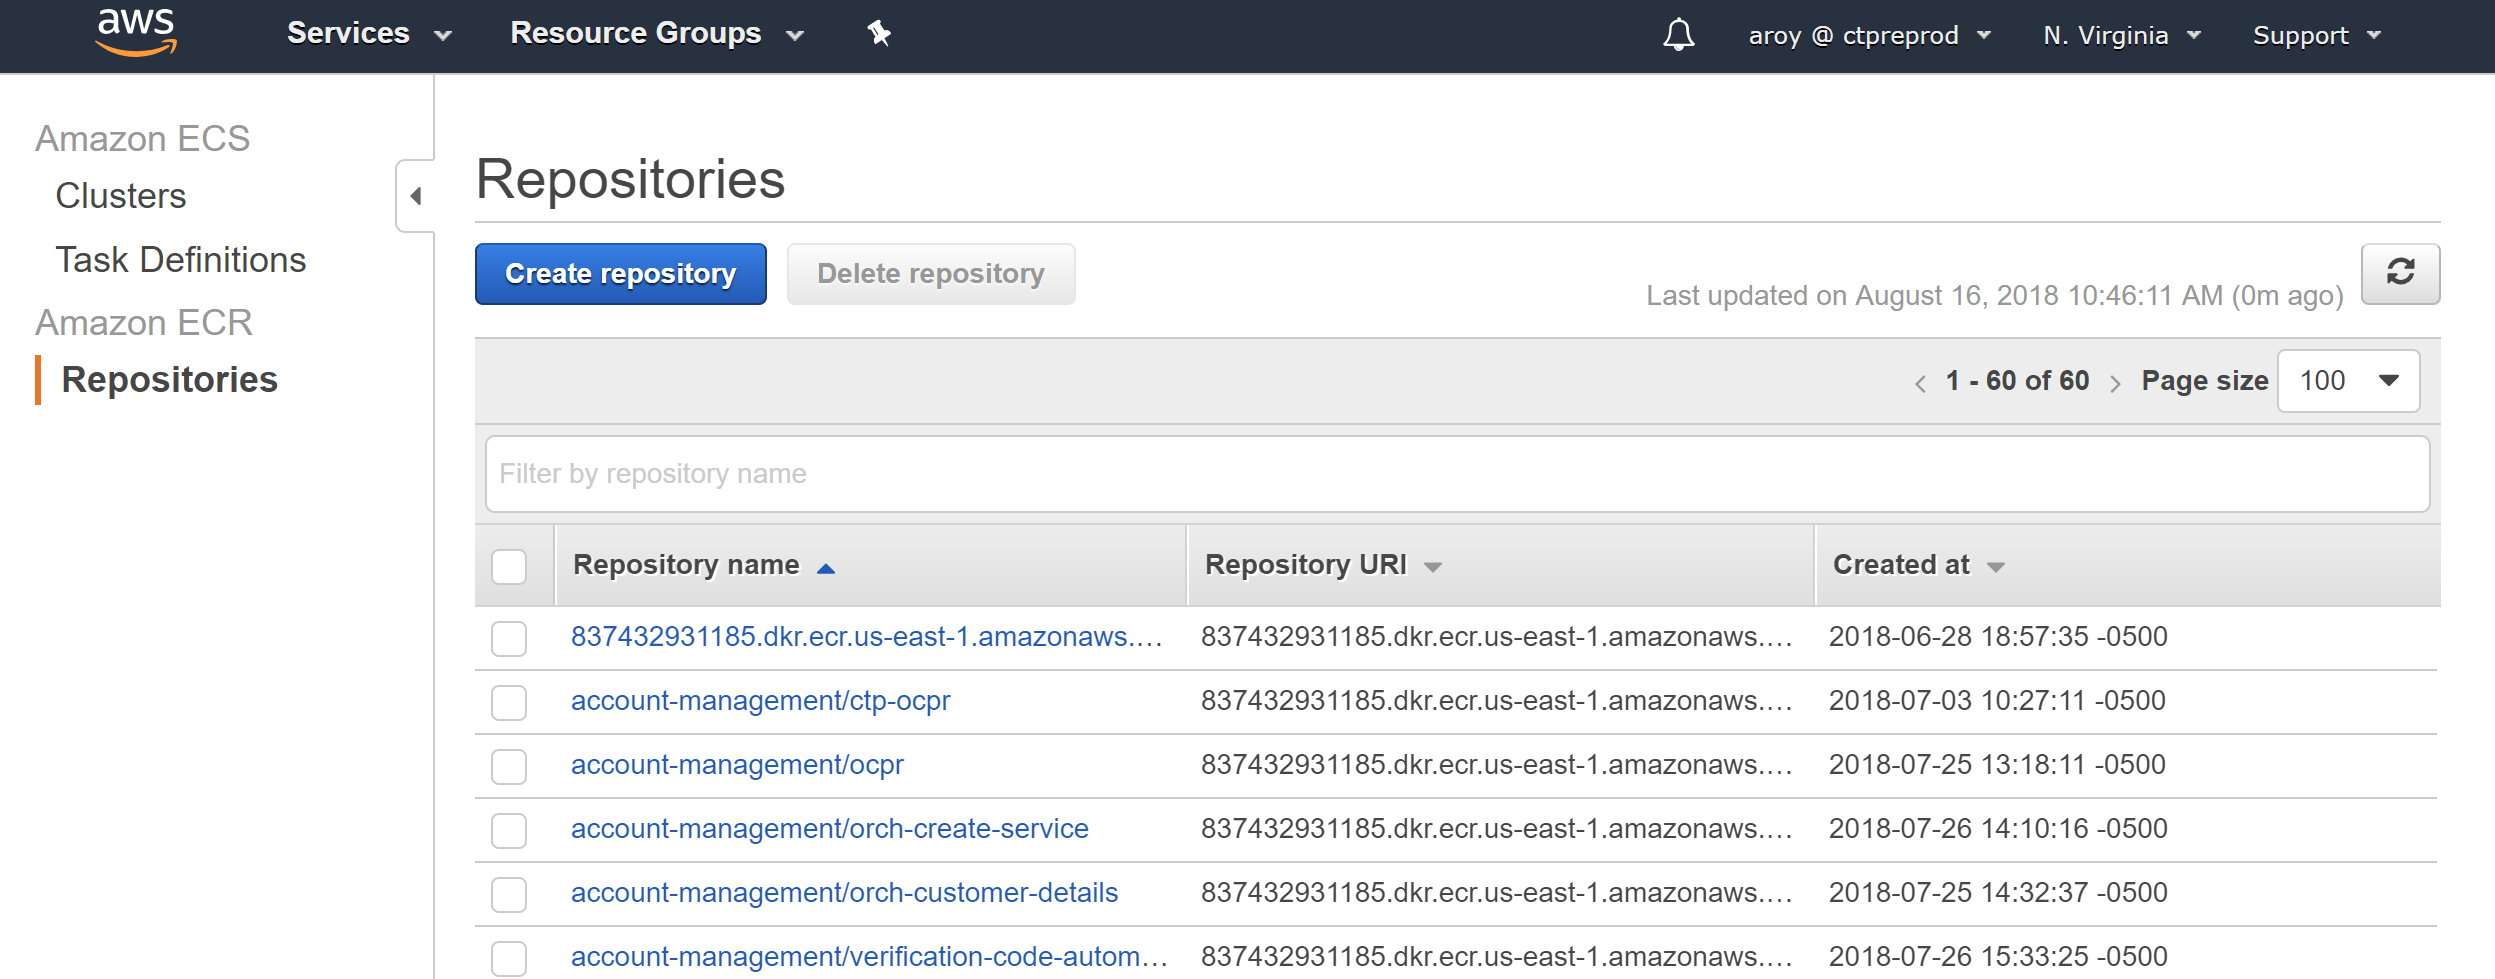 aws Services Resource Groups aroy @ ctpreprod N. Virginia Support
Amazon ECS
Clusters
Task Definitions
Amazon ECR
Repositories
Repositories
Create repository Delete repository
Last updated on August 16, 2018 10:46:11 AM (0m ago)
1 - 60 of 60 Page size 100
Filter by repository name
Repository name Repository URI Created at
837432931185.dkr.ecr.us-east-1.amazonaws.… 837432931185.dkr.ecr.us-east-1.amazonaws.… 2018-06-28 18:57:35 -0500
account-management/ctp-ocpr 837432931185.dkr.ecr.us-east-1.amazonaws.… 2018-07-03 10:27:11 -0500
account-management/ocpr 837432931185.dkr.ecr.us-east-1.amazonaws.… 2018-07-25 13:18:11 -0500
account-management/orch-create-service 837432931185.dkr.ecr.us-east-1.amazonaws.… 2018-07-26 14:10:16 -0500
account-management/orch-customer-details 837432931185.dkr.ecr.us-east-1.amazonaws.… 2018-07-25 14:32:37 -0500
account-management/verification-code-autom… 837432931185.dkr.ecr.us-east-1.amazonaws.… 2018-07-26 15:33:25 -0500